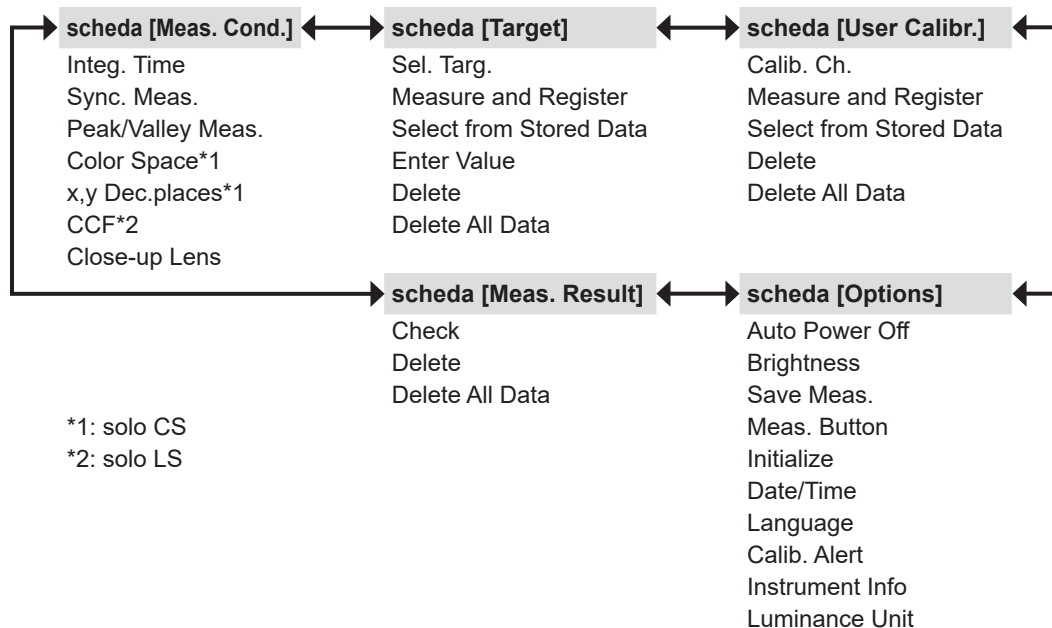 scheda [Meas. Cond.]
Integ. Time
Sync. Meas.
Peak/Valley Meas.
Color Space*1
x,y Dec.places*1
CCF*2
Close-up Lens
scheda [Target]
Sel. Targ.
Measure and Register
Select from Stored Data
Enter Value
Delete
Delete All Data
scheda [User Calibr.]
Calib. Ch.
Measure and Register
Select from Stored Data
Delete
Delete All Data
scheda [Meas. Result]
Check
Delete
Delete All Data
scheda [Options]
Auto Power Off
Brightness
Save Meas.
Meas. Button
Initialize
Date/Time
Language
Calib. Alert
Instrument Info
Luminance Unit
*1: solo CS
*2: solo LS